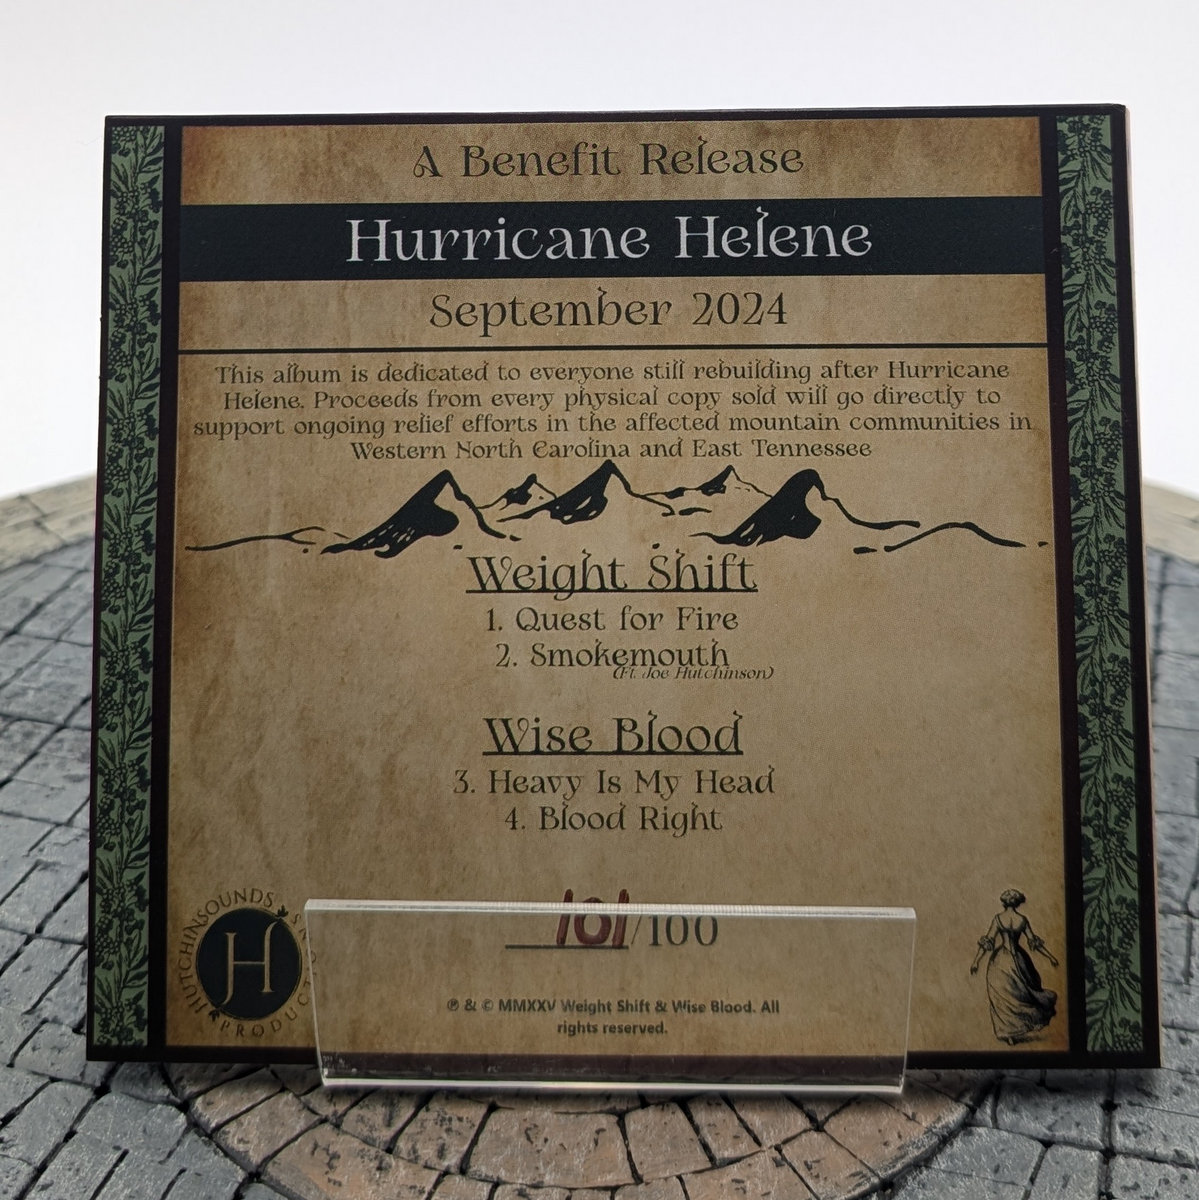 A Benefit Release
Hurricane Helene
September 2024
This album is dedicated to everyone still rebuilding after Hurricane
Helene. Proceeds from every physical copy sold will go directly to
support ongoing relief efforts in the affected mountain communities in
Western North Carolina and East Tennessee
Weight Shift
1. Quest for Fire
2. Smokemouth
(Ft. Joe Hutchinson)
Wise Blood
3. Heavy Is My Head
4. Blood Right
101/100
HUTCHINSOUNDS
H
℗ & © MMXXV Weight Shift & Wise Blood. All
rights reserved.